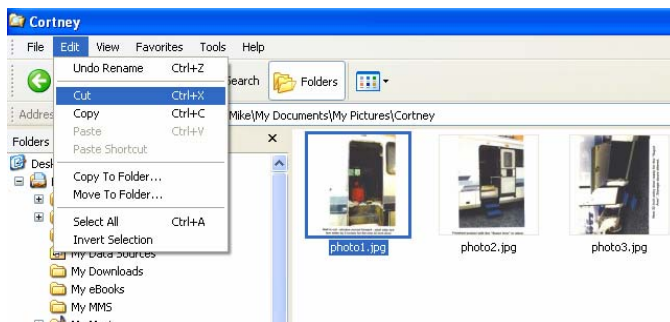 Cortney
File Edit View Favorites Tools Help
Undo Rename Ctrl+Z
Search Folders
Cut Ctrl+X
Copy Ctrl+C
Mike\My Documents\My Pictures\Cortney
Paste Ctrl+V
Folders
Paste Shortcut
Copy To Folder...
Move To Folder...
Select All Ctrl+A
Invert Selection
photo1.jpg photo2.jpg photo3.jpg
My Data Sources
My Downloads
My eBooks
My MMS